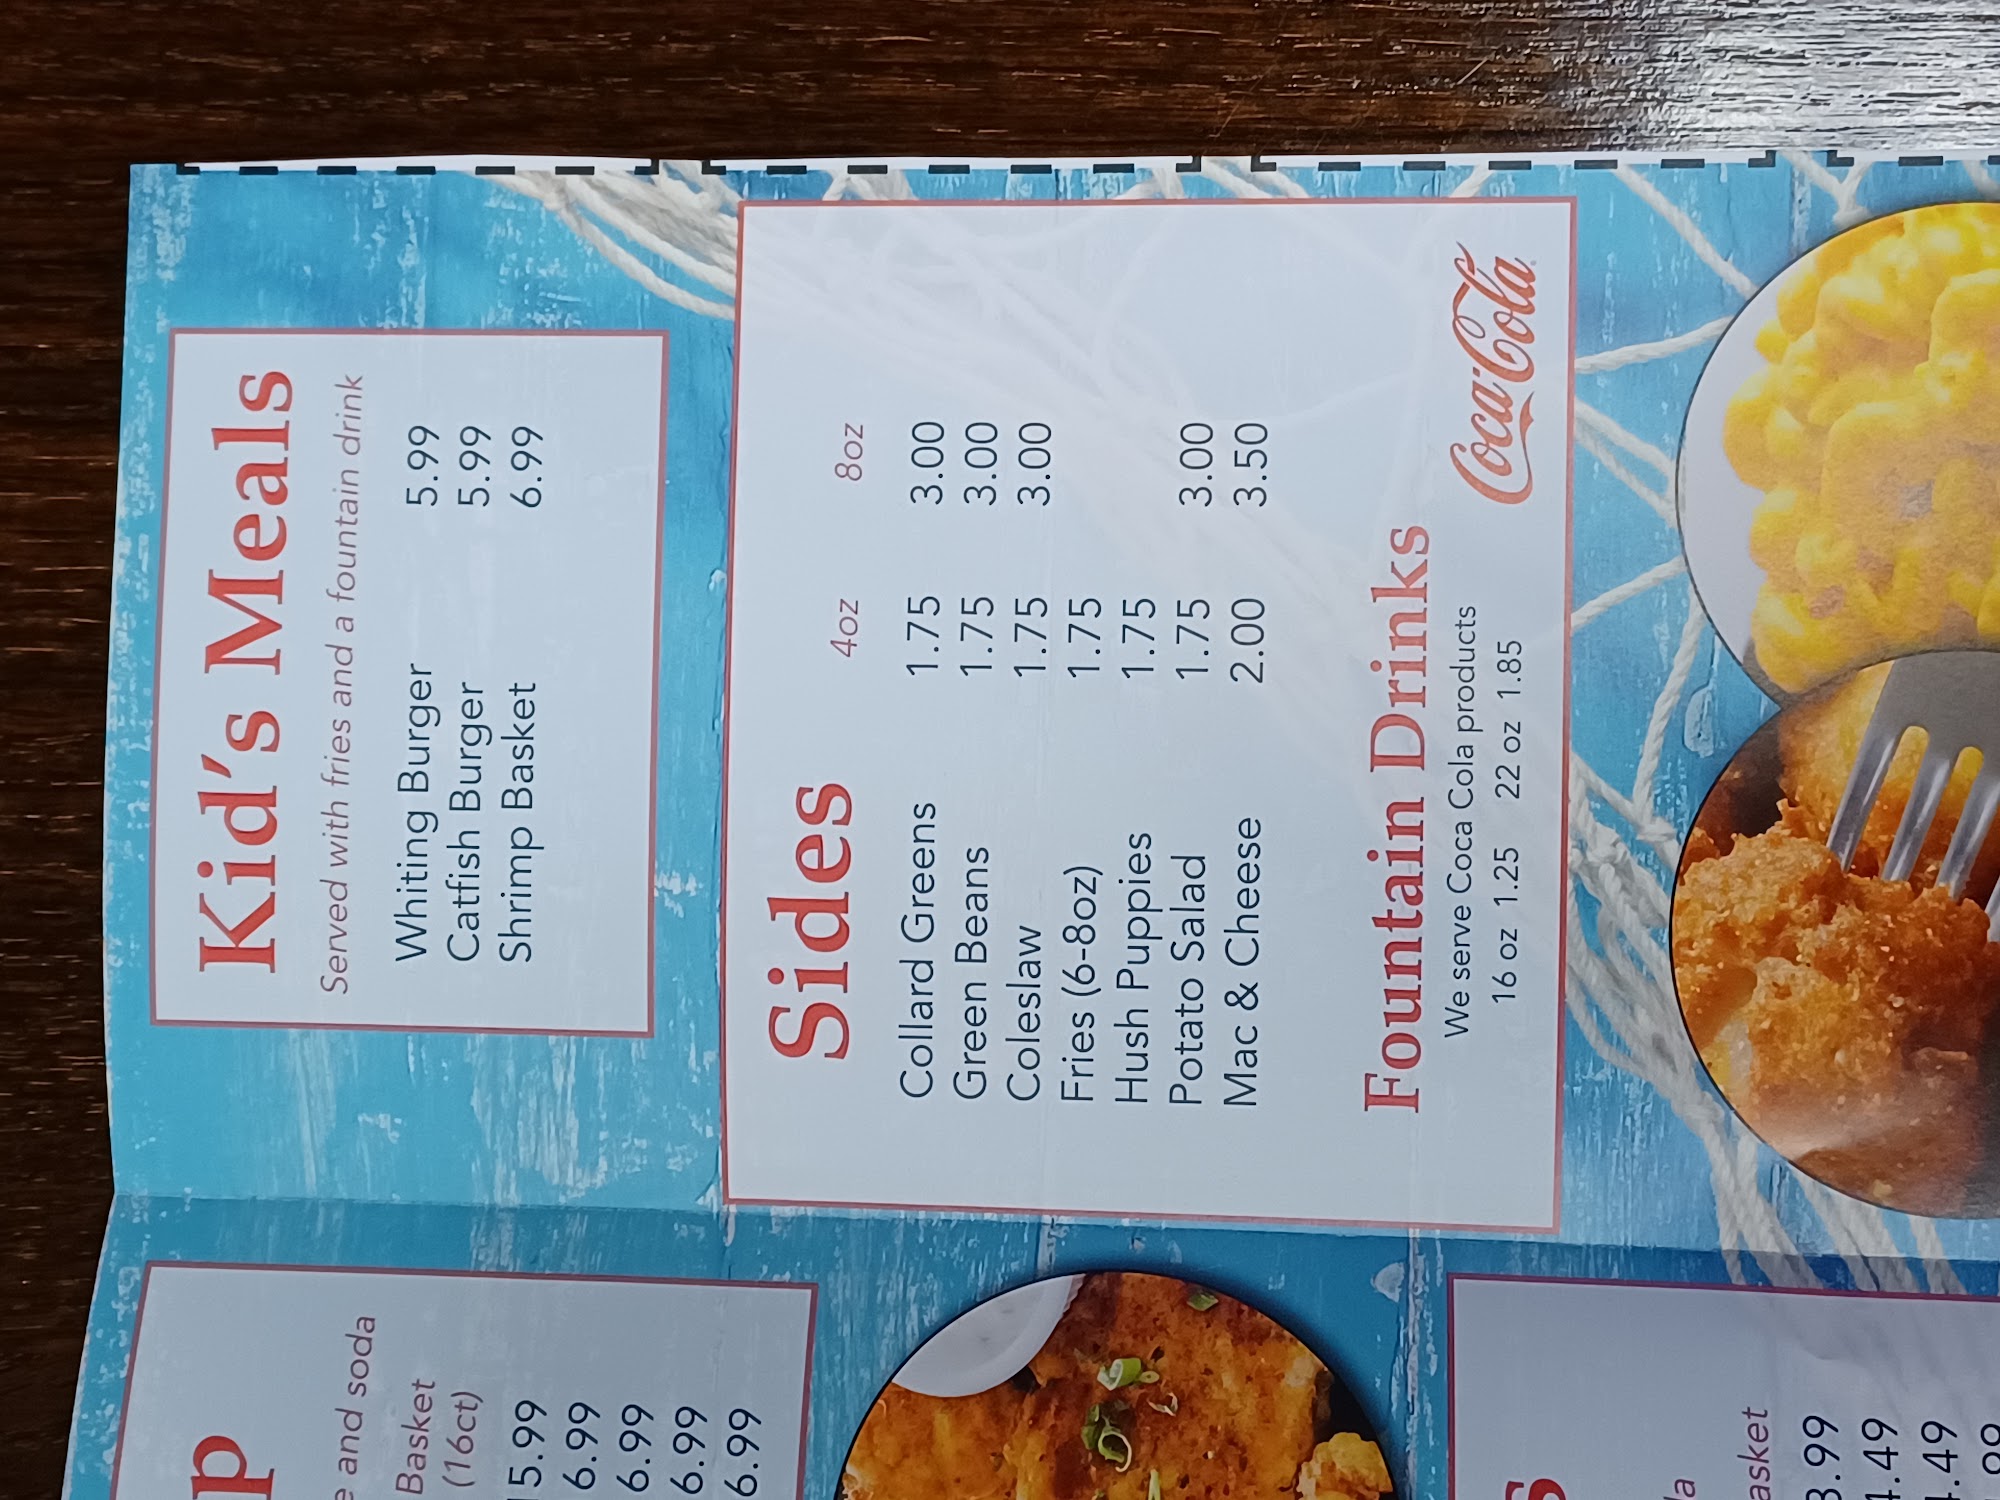 Kid's Meals
Served with fries and a fountain drink
Whiting Burger 5.99
Catfish Burger 5.99
Shrimp Basket 6.99
Sides 4oz 8oz
Collard Greens 1.75 3.00
Green Beans 1.75 3.00
Coleslaw 1.75 3.00
Fries (6-8oz) 1.75
Hush Puppies 1.75
Potato Salad 1.75 3.00
Mac & Cheese 2.00 3.50
Fountain Drinks
We serve Coca Cola products
16 oz 1.25 22 oz 1.85
Coca-Cola
and soda
Basket
(16ct)
5.99
6.99
6.99
6.99
6.99